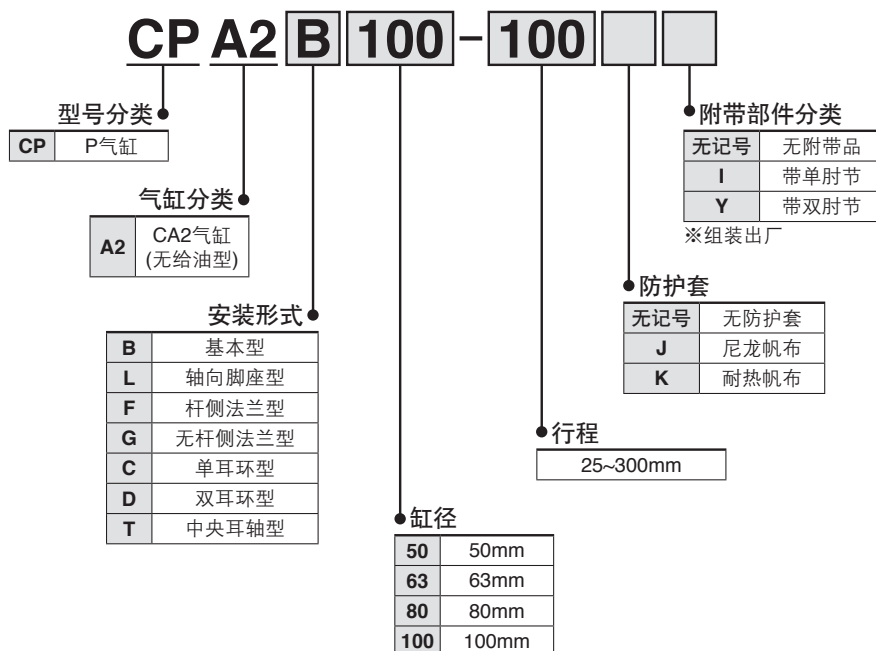 CPA2B100-100
型号分类
CP P气缸
气缸分类
A2 CA2气缸
(无给油型)
安装形式
B 基本型
L 轴向脚座型
F 杆侧法兰型
G 无杆侧法兰型
C 单耳环型
D 双耳环型
T 中央耳轴型
缸径
50 50mm
63 63mm
80 80mm
100 100mm
行程
25~300mm
防护套
无记号 无防护套
J 尼龙帆布
K 耐热帆布
附带部件分类
无记号 无附带品
I 带单肘节
Y 带双肘节
※组装出厂